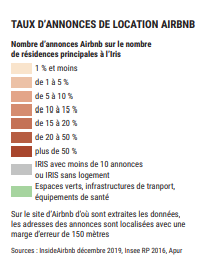 TAUX D'ANNONCES DE LOCATION AIRBNB
Nombre d'annonces Airbnb sur le nombre
de résidences principales à l'Iris
1 % et moins
de 1 à 5 %
de 5 à 10 %
de 10 à 15 %
de 15 à 20 %
de 20 à 50 %
plus de 50 %
IRIS avec moins de 10 annonces
ou IRIS sans logement
Espaces verts, infrastructures de tranport,
équipements de santé
Sur le site d'Airbnb d'où sont extraites les données,
les adresses des annonces sont localisées avec une
marge d'erreur de 150 mètres
Sources : InsideAirbnb décembre 2019, Insee RP 2016, Apur